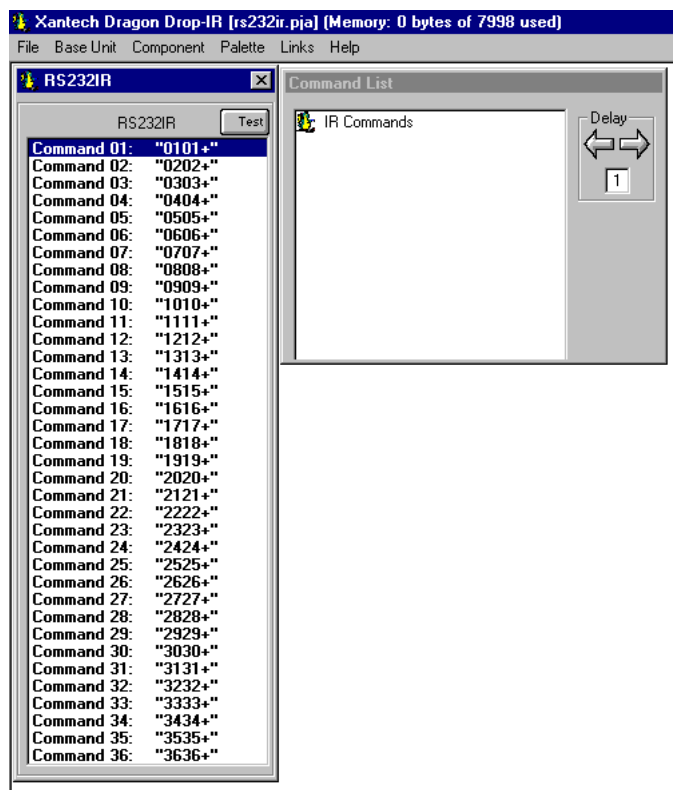 Xantech Dragon Drop-IR [rs232ir.pja] (Memory: 0 bytes of 7998 used)
File Base Unit Component Palette Links Help
RS232IR
RS232IR Test
Command 01: "0101+"
Command 02: "0202+"
Command 03: "0303+"
Command 04: "0404+"
Command 05: "0505+"
Command 06: "0606+"
Command 07: "0707+"
Command 08: "0808+"
Command 09: "0909+"
Command 10: "1010+"
Command 11: "1111+"
Command 12: "1212+"
Command 13: "1313+"
Command 14: "1414+"
Command 15: "1515+"
Command 16: "1616+"
Command 17: "1717+"
Command 18: "1818+"
Command 19: "1919+"
Command 20: "2020+"
Command 21: "2121+"
Command 22: "2222+"
Command 23: "2323+"
Command 24: "2424+"
Command 25: "2525+"
Command 26: "2626+"
Command 27: "2727+"
Command 28: "2828+"
Command 29: "2929+"
Command 30: "3030+"
Command 31: "3131+"
Command 32: "3232+"
Command 33: "3333+"
Command 34: "3434+"
Command 35: "3535+"
Command 36: "3636+"
Command List
IR Commands
Delay
1